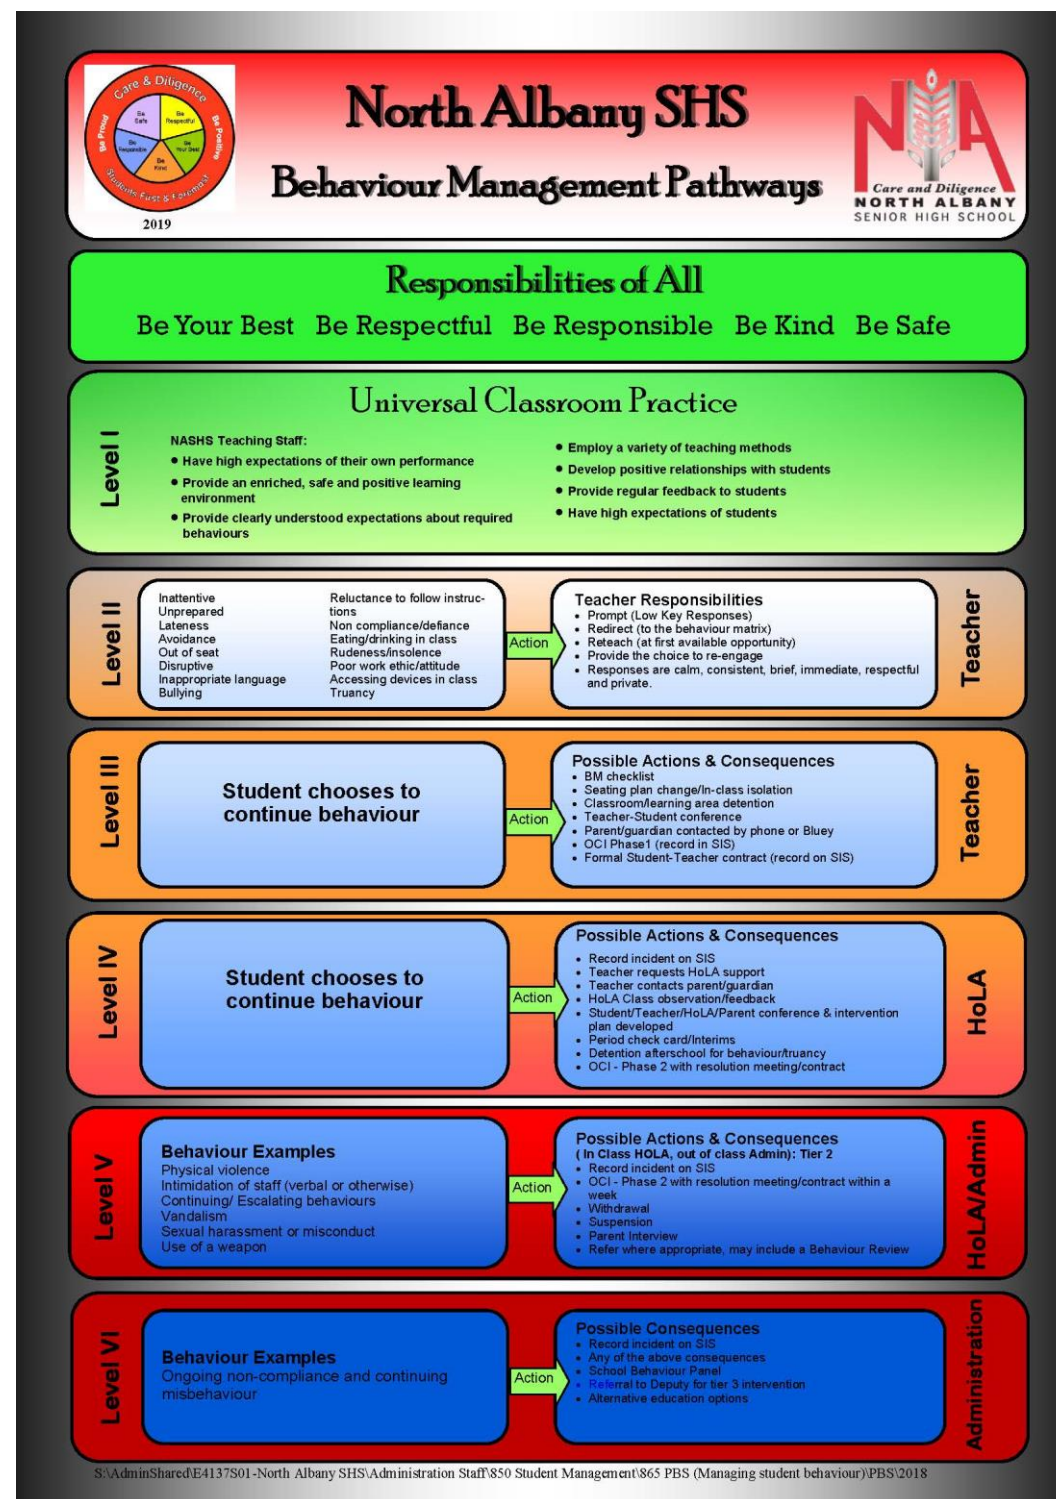 Care & Diligence
Be Proud
Be Positive
Students First & Foremost
Be Safe
Be Respectful
Be Responsible
Be Your Best
Be Kind
2019
North Albany SHS
Behaviour Management Pathways
NA
Care and Diligence
NORTH ALBANY
SENIOR HIGH SCHOOL
Responsibilities of All
Be Your Best Be Respectful Be Responsible Be Kind Be Safe
Level I
Universal Classroom Practice
NASHS Teaching Staff:
• Have high expectations of their own performance
• Provide an enriched, safe and positive learning
environment
• Provide clearly understood expectations about required
behaviours
• Employ a variety of teaching methods
• Develop positive relationships with students
• Provide regular feedback to students
• Have high expectations of students
Level II
Inattentive
Unprepared
Lateness
Avoidance
Out of seat
Disruptive
Inappropriate language
Bullying
Reluctance to follow instruc-
tions
Non compliance/defiance
Eating/drinking in class
Rudeness/insolence
Poor work ethic/attitude
Accessing devices in class
Truancy
Action
Teacher Responsibilities
• Prompt (Low Key Responses)
• Redirect (to the behaviour matrix)
• Reteach (at first available opportunity)
• Provide the choice to re-engage
• Responses are calm, consistent, brief, immediate, respectful
and private.
Teacher
Level III
Student chooses to
continue behaviour
Action
Possible Actions & Consequences
• BM checklist
• Seating plan change/In-class isolation
• Classroom/learning area detention
• Teacher-Student conference
• Parent/guardian contacted by phone or Bluey
• OCI Phase1 (record in SIS)
• Formal Student-Teacher contract (record on SIS)
Teacher
Level IV
Student chooses to
continue behaviour
Action
Possible Actions & Consequences
• Record incident on SIS
• Teacher requests HoLA support
• Teacher contacts parent/guardian
• HoLA Class observation/feedback
• Student/Teacher/HoLA/Parent conference & intervention
plan developed
• Period check card/Interims
• Detention afterschool for behaviour/truancy
• OCI - Phase 2 with resolution meeting/contract
HoLA
Level V
Behaviour Examples
Physical violence
Intimidation of staff (verbal or otherwise)
Continuing/ Escalating behaviours
Vandalism
Sexual harassment or misconduct
Use of a weapon
Action
Possible Actions & Consequences
( In Class HOLA, out of class Admin): Tier 2
• Record incident on SIS
• OCI - Phase 2 with resolution meeting/contract within a
week
• Withdrawal
• Suspension
• Parent Interview
• Refer where appropriate, may include a Behaviour Review
HoLA/Admin
Level VI
Behaviour Examples
Ongoing non-compliance and continuing
misbehaviour
Action
Possible Consequences
• Record incident on SIS
• Any of the above consequences
• School Behaviour Panel
• Referral to Deputy for tier 3 intervention
• Alternative education options
Administration
S:\AdminShared\E4137S01-North Albany SHS\Administration Staff\850 Student Management\865 PBS (Managing student behaviour)\PBS\2018